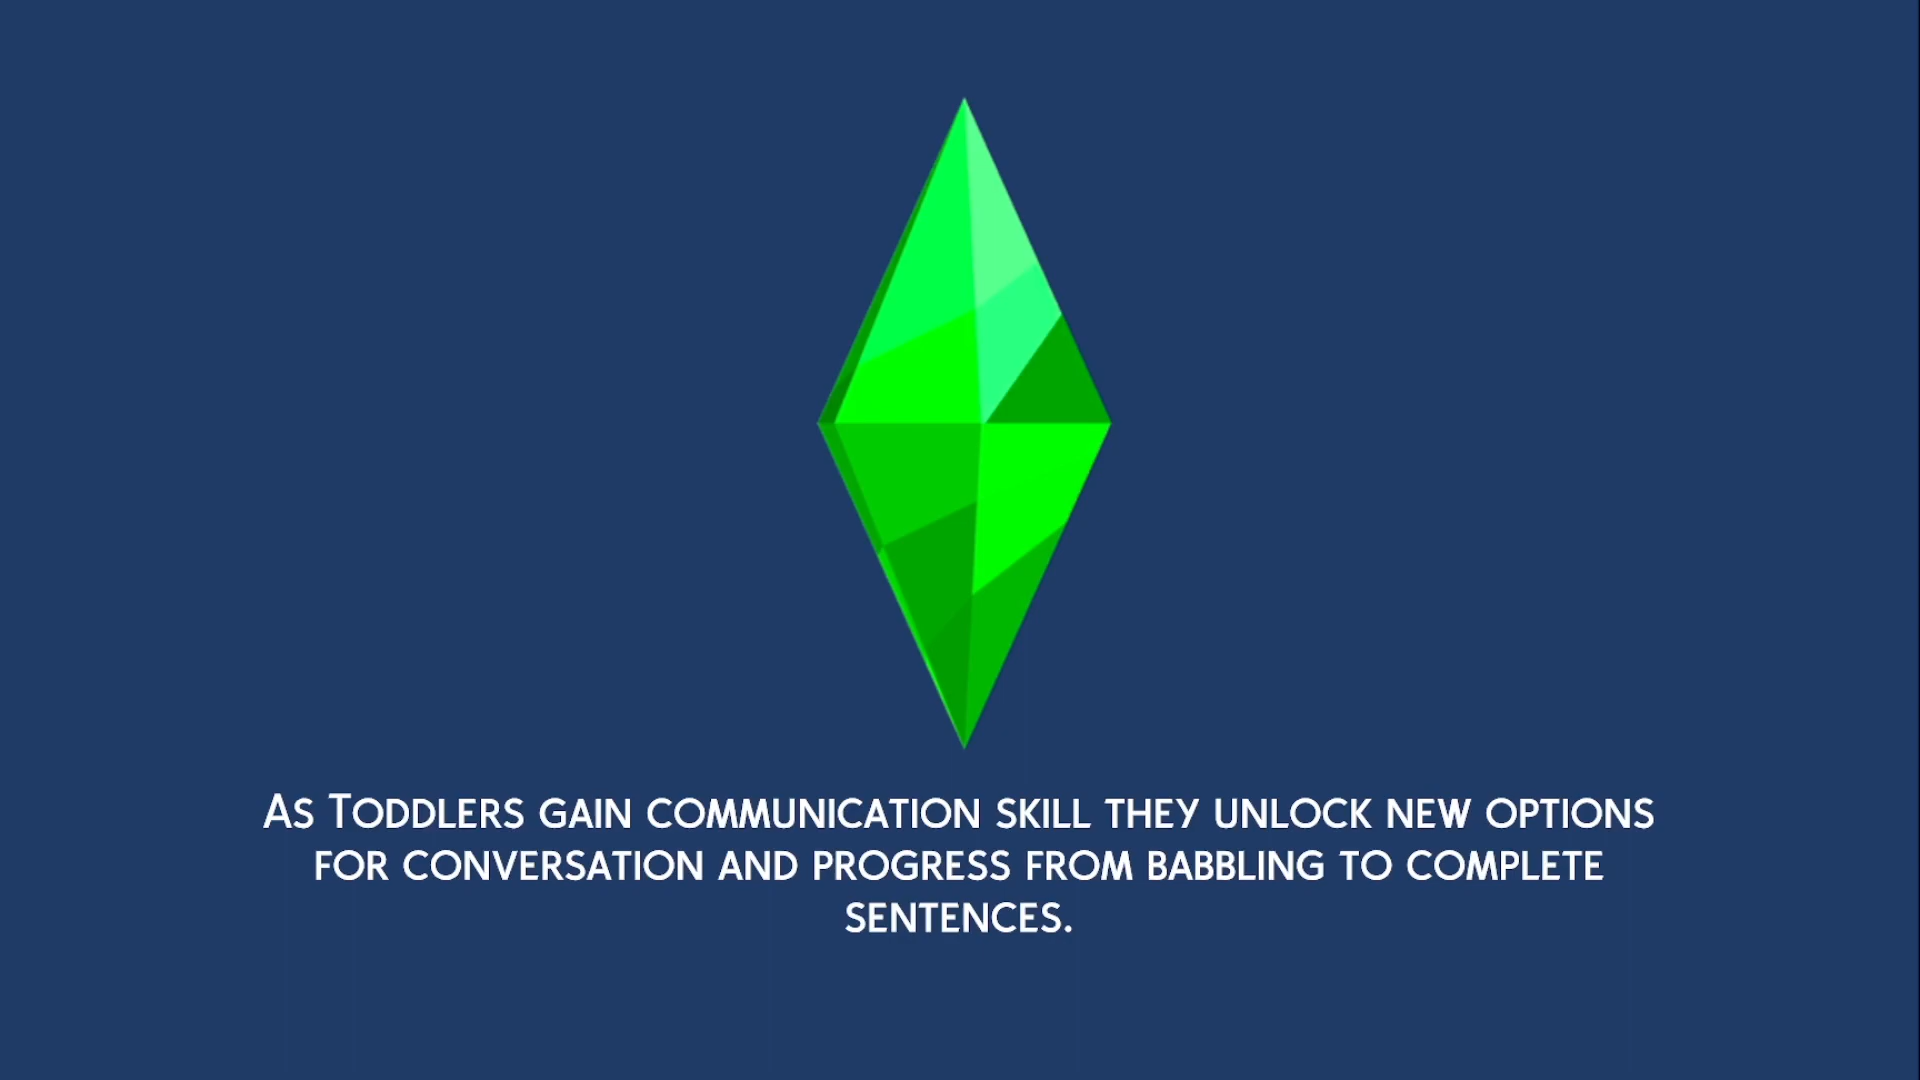 As Toddlers gain communication skill they unlock new options
for conversation and progress from babbling to complete
sentences.